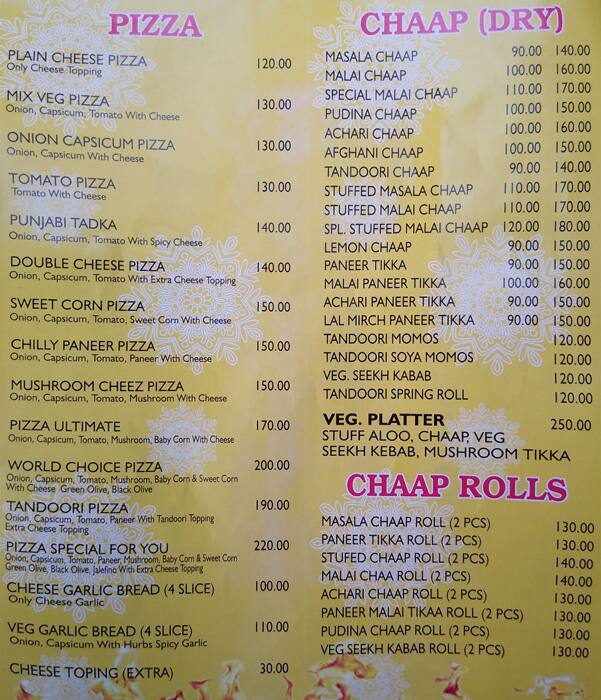 PIZZA
PLAIN CHEESE PIZZA 120.00
Only Cheese Topping
MIX VEG PIZZA 130.00
Onion, Capsicum, Tomato With Cheese
ONION CAPSICUM PIZZA 130.00
Onion, Capsicum With Cheese
TOMATO PIZZA 130.00
Tomato With Cheese
PUNJABI TADKA 140.00
Onion, Capsicum, Tomato With Spicy Cheese
DOUBLE CHEESE PIZZA 140.00
Onion, Capsicum, Tomato With Extra Cheese Topping
SWEET CORN PIZZA 150.00
Onion, Capsicum, Tomato, Sweet Corn With Cheese
CHILLY PANEER PIZZA 150.00
Onion, Capsicum, Tomato, Paneer With Cheese
MUSHROOM CHEEZ PIZZA 150.00
Onion, Capsicum, Tomato, Mushroom With Cheese
PIZZA ULTIMATE 170.00
Onion, Capsicum, Tomato, Mushroom, Baby Corn With Cheese
WORLD CHOICE PIZZA 200.00
Onion, Capsicum, Tomato, Mushroom, Baby Corn & Sweet Corn
With Cheese Green Olive, Black Olive
TANDOORI PIZZA 190.00
Onion, Capsicum, Tomato, Paneer With Tandoori Topping
Extra Cheese Topping
PIZZA SPECIAL FOR YOU 220.00
Onion, Capsicum, Tomato, Paneer, Mushroom, Baby Corn & Sweet Corn
Green Olive, Black Olive, Jalefino With Extra Cheese Topping
CHEESE GARLIC BREAD (4 SLICE) 100.00
Only Cheese Garlic
VEG GARLIC BREAD (4 SLICE) 110.00
Onion, Capsicum With Hurbs Spicy Garlic
CHEESE TOPING (EXTRA) 30.00
CHAAP (DRY)
MASALA CHAAP 90.00 140.00
MALAI CHAAP 100.00 160.00
SPECIAL MALAI CHAAP 110.00 170.00
PUDINA CHAAP 100.00 150.00
ACHARI CHAAP 100.00 160.00
AFGHANI CHAAP 100.00 150.00
TANDOORI CHAAP 90.00 140.00
STUFFED MASALA CHAAP 110.00 170.00
STUFFED MALAI CHAAP 110.00 170.00
SPL. STUFFED MALAI CHAAP 120.00 180.00
LEMON CHAAP 90.00 150.00
PANEER TIKKA 90.00 150.00
MALAI PANEER TIKKA 100.00 160.00
ACHARI PANEER TIKKA 90.00 150.00
LAL MIRCH PANEER TIKKA 90.00 150.00
TANDOORI MOMOS 120.00
TANDOORI SOYA MOMOS 120.00
VEG. SEEKH KABAB 120.00
TANDOORI SPRING ROLL 120.00
VEG. PLATTER 250.00
STUFF ALOO, CHAAP, VEG
SEEKH KEBAB, MUSHROOM TIKKA
CHAAP ROLLS
MASALA CHAAP ROLL (2 PCS) 130.00
PANEER TIKKA ROLL (2 PCS) 130.00
STUFED CHAAP ROLL (2 PCS) 140.00
MALAI CHAA ROLL (2 PCS) 140.00
ACHARI CHAAP ROLL (2 PCS) 130.00
PANEER MALAI TIKAA ROLL (2 PCS) 130.00
PUDINA CHAAP ROLL (2 PCS) 130.00
VEG SEEKH KABAB ROLL (2 PCS) 130.00